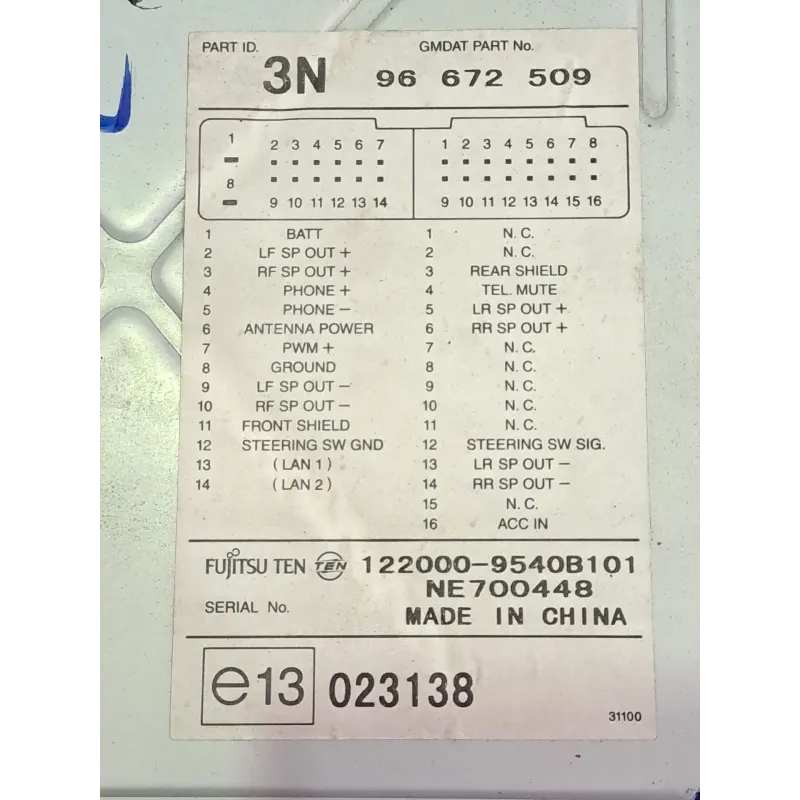 PART ID. GMDAT PART No.
3N 96 672 509
1 2 3 4 5 6 7 1 2 3 4 5 6 7 8
8 9 10 11 12 13 14 9 10 11 12 13 14 15 16
1 BATT 1 N.C.
2 LF SP OUT + 2 N.C.
3 RF SP OUT + 3 REAR SHIELD
4 PHONE + 4 TEL. MUTE
5 PHONE − 5 LR SP OUT +
6 ANTENNA POWER 6 RR SP OUT +
7 PWM + 7 N.C.
8 GROUND 8 N.C.
9 LF SP OUT − 9 N.C.
10 RF SP OUT − 10 N.C.
11 FRONT SHIELD 11 N.C.
12 STEERING SW GND 12 STEERING SW SIG.
13 (LAN 1) 13 LR SP OUT −
14 (LAN 2) 14 RR SP OUT −
15 N.C.
16 ACC IN
FUJITSU TEN TEN 122000-9540B101
NE700448
SERIAL No. MADE IN CHINA
e13 023138
31100